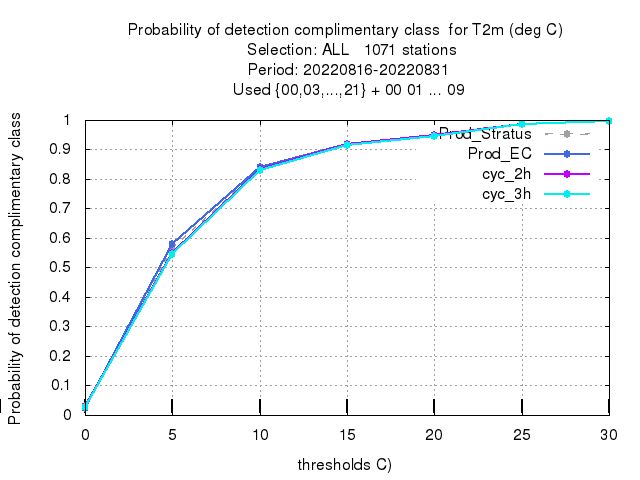 Probability of detection complimentary class  for T2m (deg C)
Selection: ALL   1071 stations
Period: 20220816-20220831
Used {00,03,...,21} + 00 01 ... 09
Probability of detection complimentary class
1
0.9
0.8
0.7
0.6
0.5
0.4
0.3
0.2
0.1
0
Prod_Stratus
Prod_EC
cyc_2h
cyc_3h
0 5 10 15 20 25 30
thresholds C)